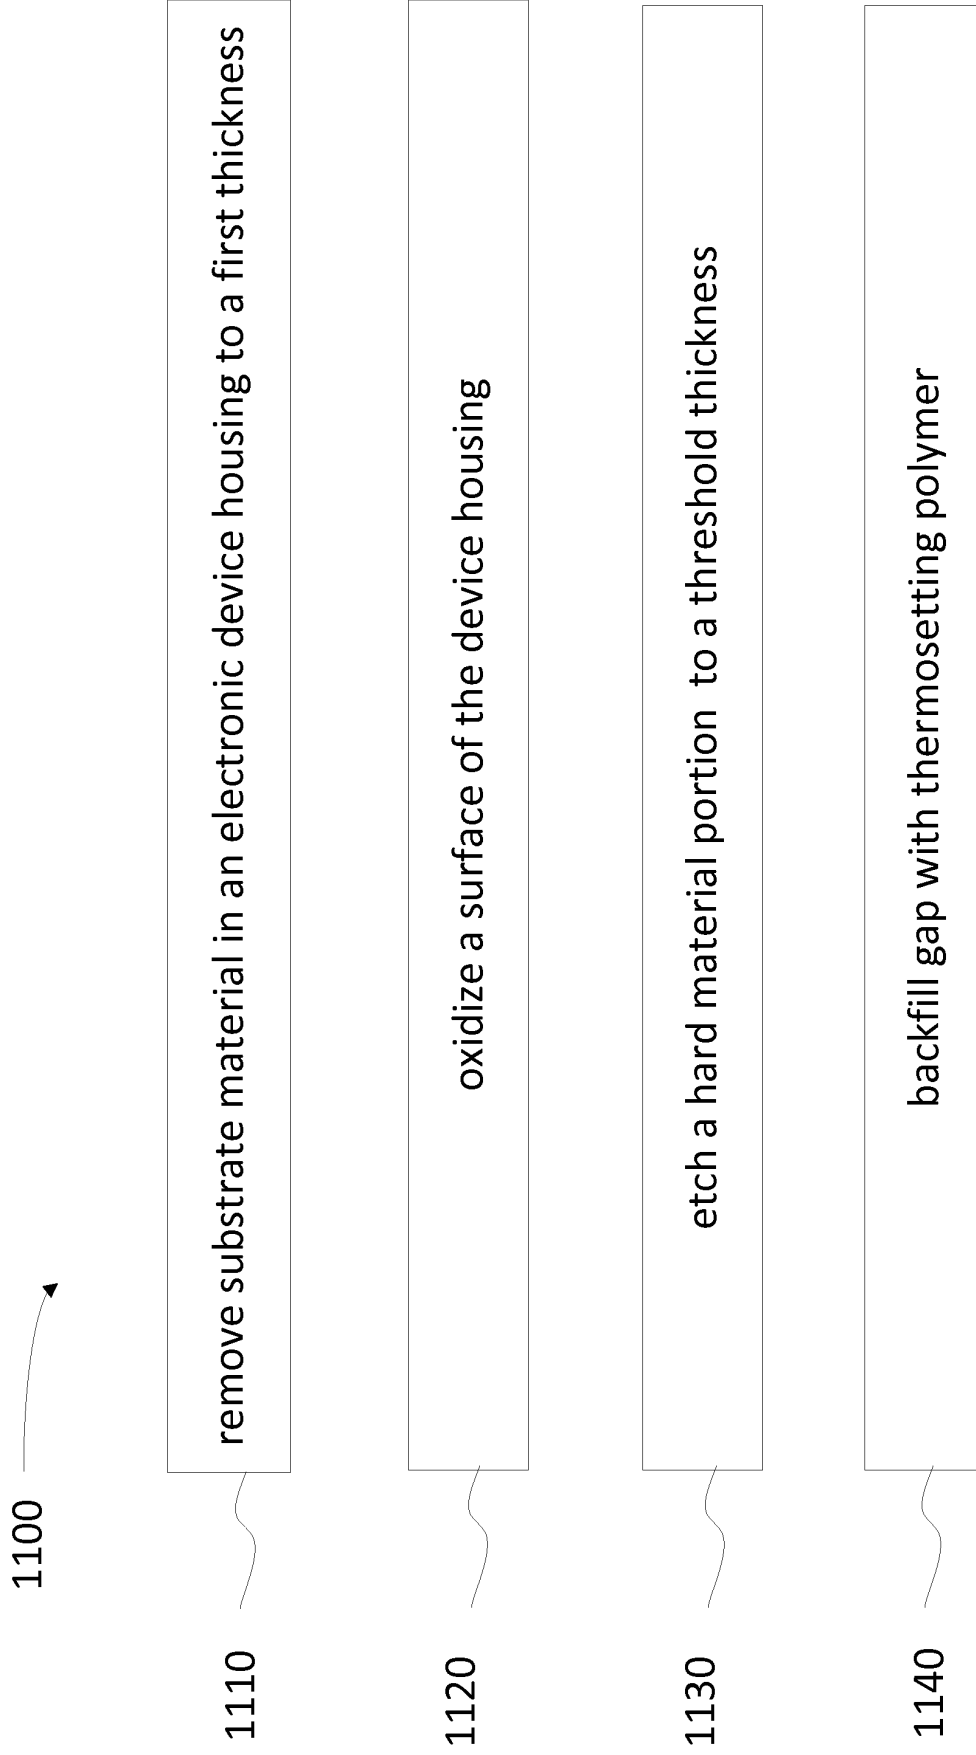 1100
1110
remove substrate material in an electronic device housing to a first thickness
1120
oxidize a surface of the device housing
1130
etch a hard material portion to a threshold thickness
1140
backfill gap with thermosetting polymer